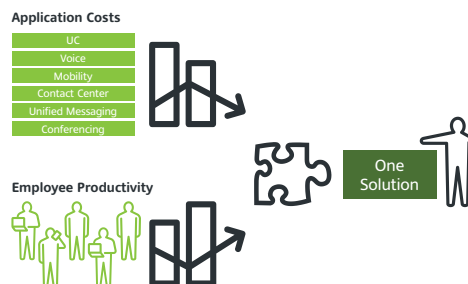 Application Costs
UC
Voice
Mobility
Contact Center
Unified Messaging
Conferencing
One
Solution
Employee Productivity